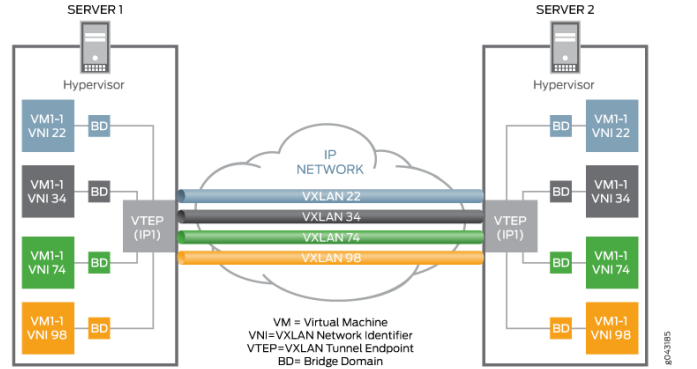 SERVER 1
SERVER 2
Hypervisor
Hypervisor
VM1-1
VNI 22
BD
VM1-1
VNI 34
BD
VTEP
(IP1)
VM1-1
VNI 74
BD
VM1-1
VNI 98
BD
IP
NETWORK
VXLAN 22
VXLAN 34
VXLAN 74
VXLAN 98
BD
VM1-1
VNI 22
BD
VM1-1
VNI 34
VTEP
(IP1)
BD
VM1-1
VNI 74
BD
VM1-1
VNI 98
VM = Virtual Machine
VNI=VXLAN Network Identifier
VTEP=VXLAN Tunnel Endpoint
BD= Bridge Domain
g043185